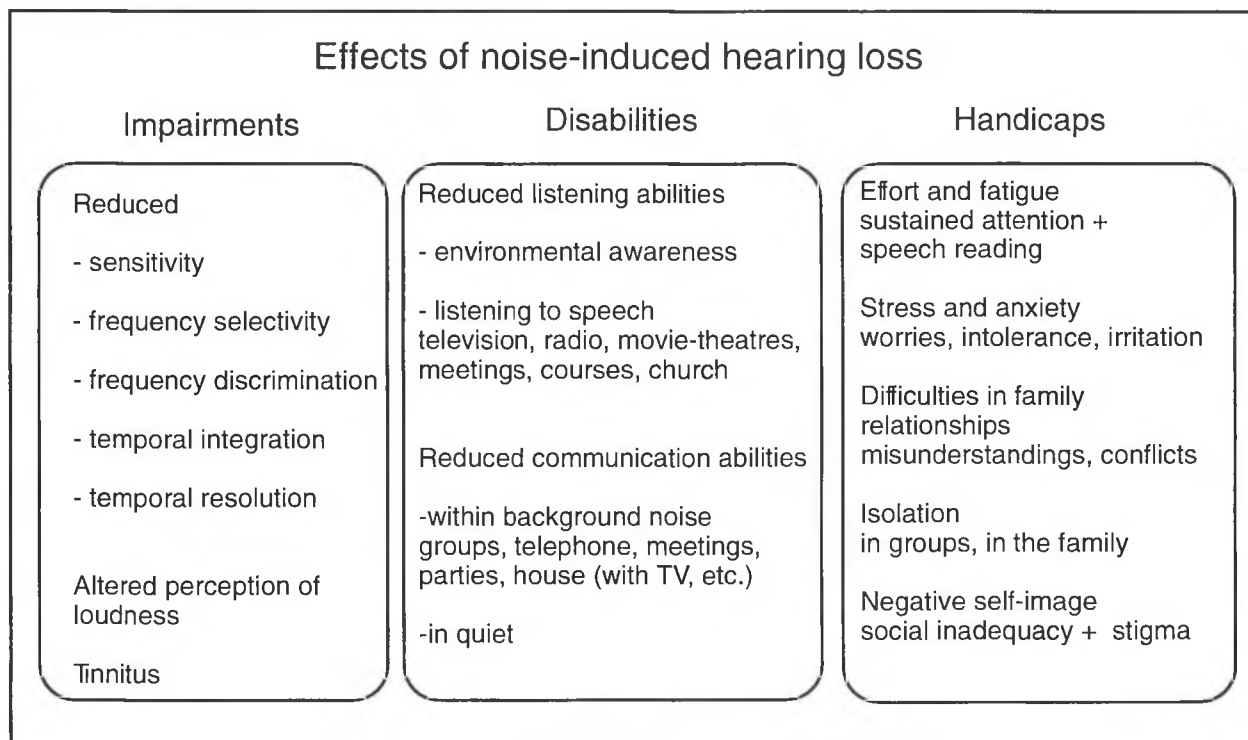 Effects of noise-induced hearing loss
Impairments
Reduced
- sensitivity
- frequency selectivity
- frequency discrimination
- temporal integration
- temporal resolution
Altered perception of
loudness
Tinnitus
Disabilities
Reduced listening abilities
- environmental awareness
- listening to speech
television, radio, movie-theatres,
meetings, courses, church
Reduced communication abilities
-within background noise
groups, telephone, meetings,
parties, house (with TV, etc.)
-in quiet
Handicaps
Effort and fatigue
sustained attention +
speech reading
Stress and anxiety
worries, intolerance, irritation
Difficulties in family
relationships
misunderstandings, conflicts
Isolation
in groups, in the family
Negative self-image
social inadequacy + stigma